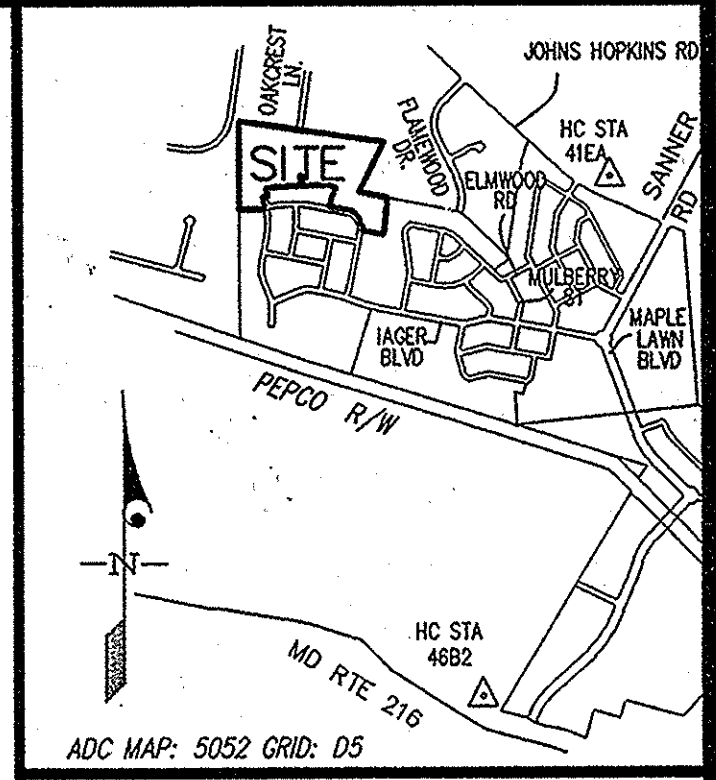 OAKCREST
LN.
JOHNS HOPKINS RD
FLAMEWOOD
DR.
HC STA
41EA
SANNER
RD
SITE
ELMWOOD
RD
MULBERRY
ST
MAPLE
LAWN
BLVD
IAGER
BLVD
PEPCO R/W
N
HC STA
46B2
MD RTE 216
ADC MAP: 5052 GRID: D5